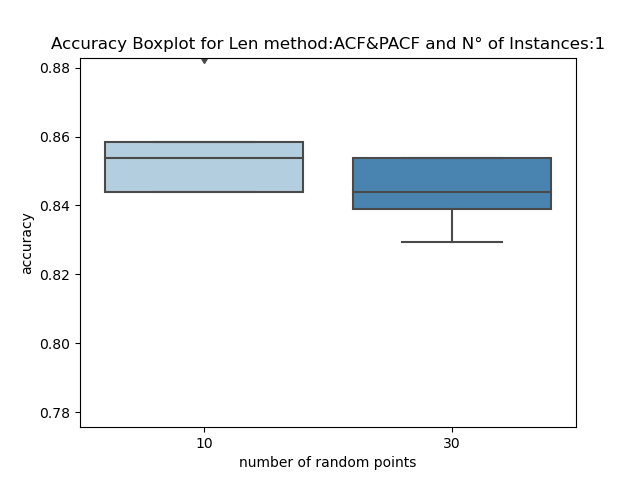 Accuracy Boxplot for Len method:ACF&PACF and N° of Instances:1
0.88
0.86
0.84
0.82
0.80
0.78
accuracy
10 30
number of random points